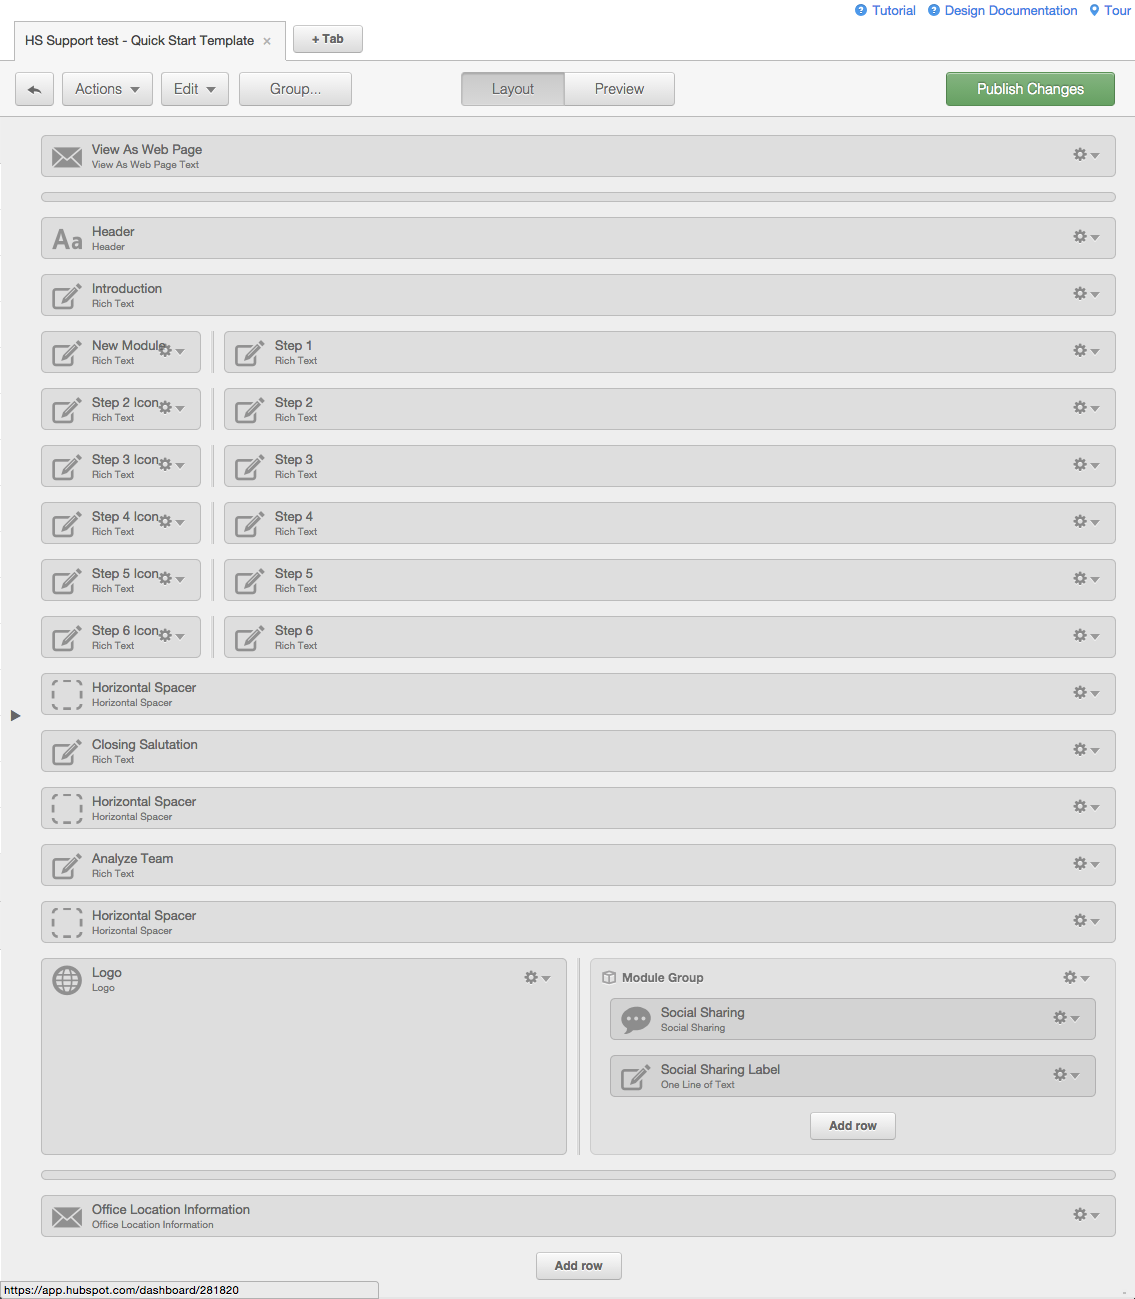 Tutorial Design Documentation Tour
HS Support test - Quick Start Template × + Tab
Actions Edit Group... Layout Preview Publish Changes
View As Web Page
View As Web Page Text
Aa Header
Header
Introduction
Rich Text
New Module Step 1
Rich Text Rich Text
Step 2 Icon Step 2
Rich Text Rich Text
Step 3 Icon Step 3
Rich Text Rich Text
Step 4 Icon Step 4
Rich Text Rich Text
Step 5 Icon Step 5
Rich Text Rich Text
Step 6 Icon Step 6
Rich Text Rich Text
Horizontal Spacer
Horizontal Spacer
Closing Salutation
Rich Text
Horizontal Spacer
Horizontal Spacer
Analyze Team
Rich Text
Horizontal Spacer
Horizontal Spacer
Logo
Logo
Module Group
Social Sharing
Social Sharing
Social Sharing Label
One Line of Text
Add row
Office Location Information
Office Location Information
Add row
https://app.hubspot.com/dashboard/281820